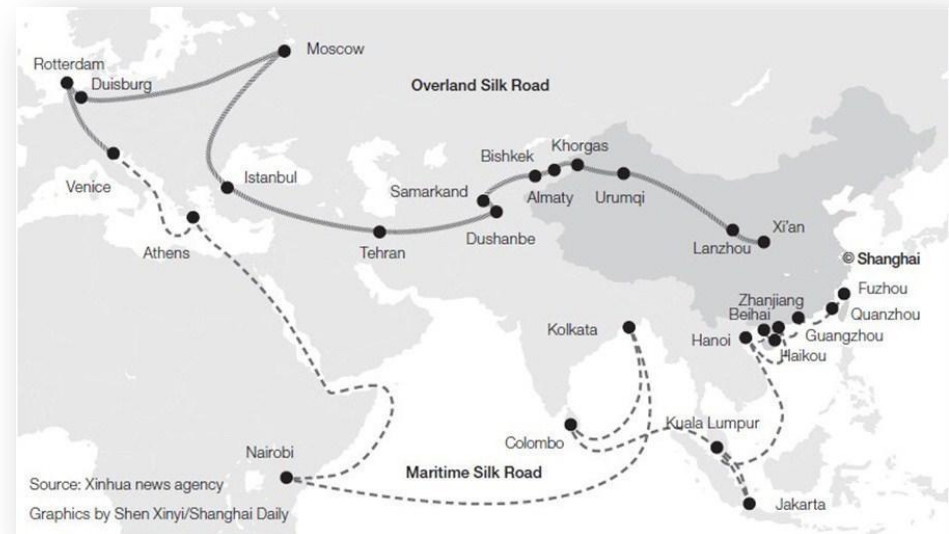 Moscow
Rotterdam
Duisburg
Overland Silk Road
Khorgas
Bishkek
Venice
Istanbul
Samarkand
Almaty
Urumqi
Xi'an
Dushanbe
Lanzhou
Athens
Tehran
© Shanghai
Fuzhou
Zhanjiang
Beihai
Quanzhou
Kolkata
Hanoi
Guangzhou
Haikou
Colombo
Kuala Lumpur
Nairobi
Maritime Silk Road
Jakarta
Source: Xinhua news agency
Graphics by Shen Xinyi/Shanghai Daily